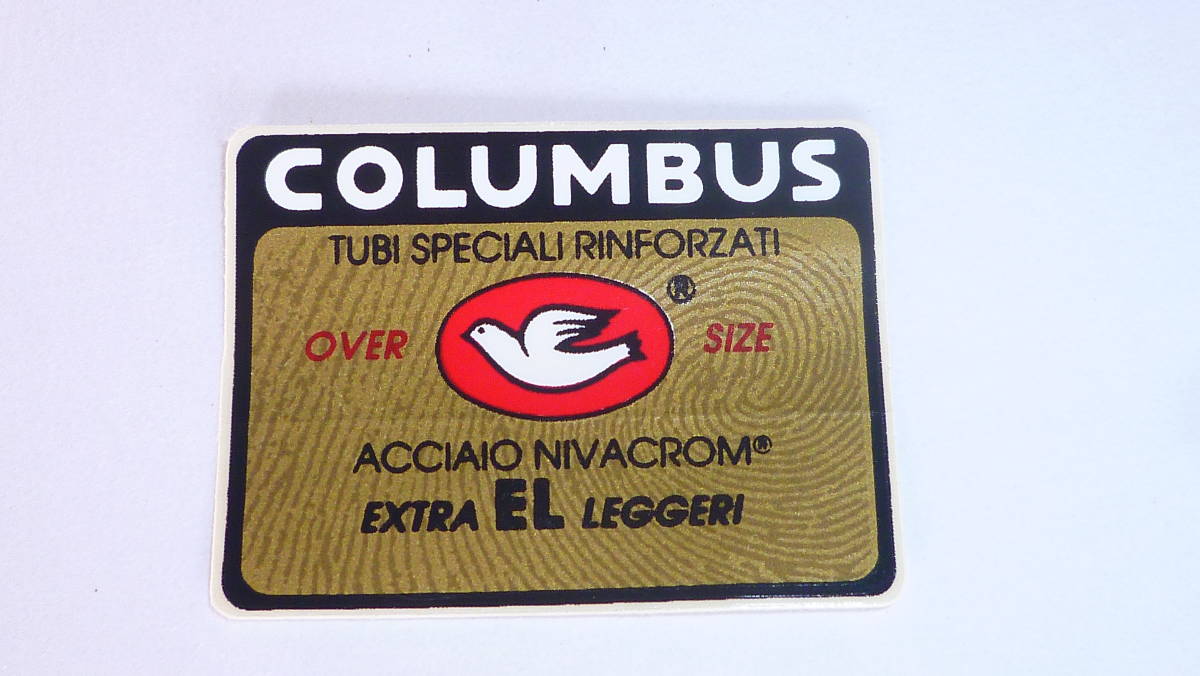 COLUMBUS
TUBI SPECIALI RINFORZATI
®
OVER SIZE
ACCIAIO NIVACROM®
EXTRA EL LEGGERI